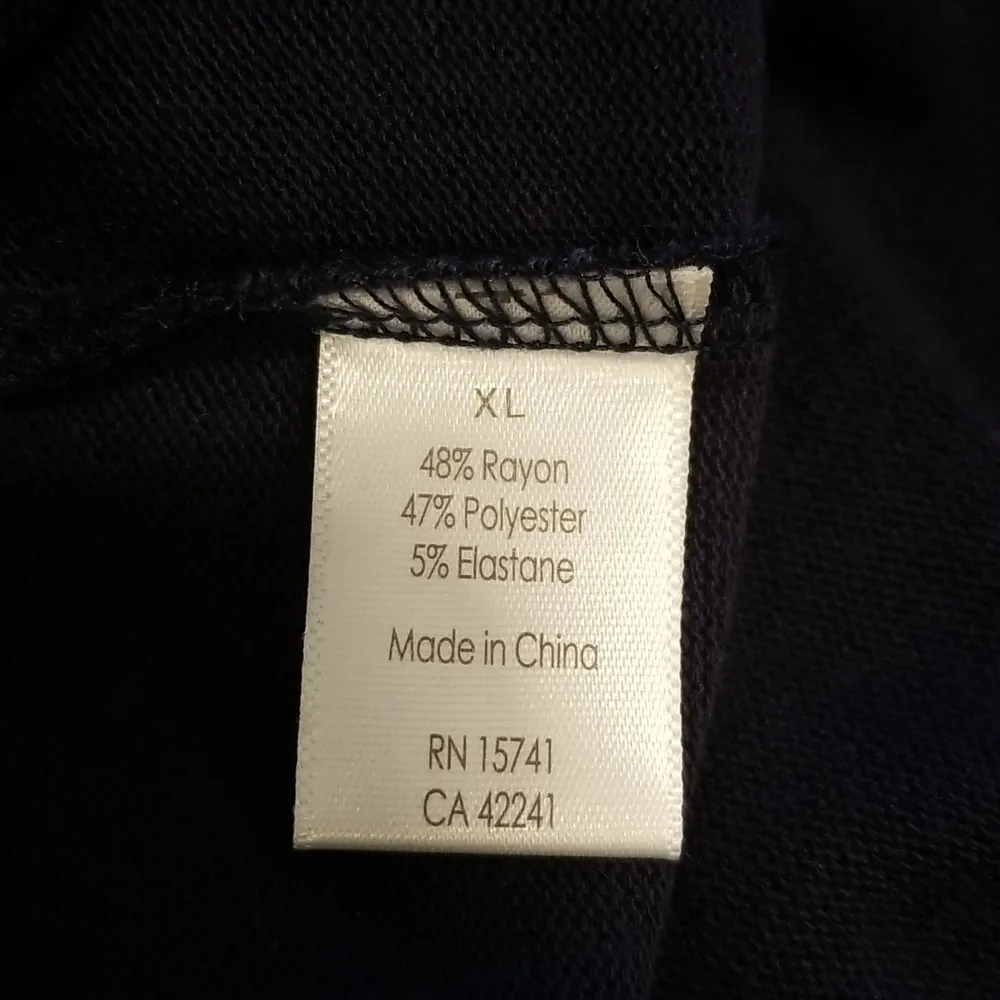 XL
48% Rayon
47% Polyester
5% Elastane
Made in China
RN 15741
CA 42241